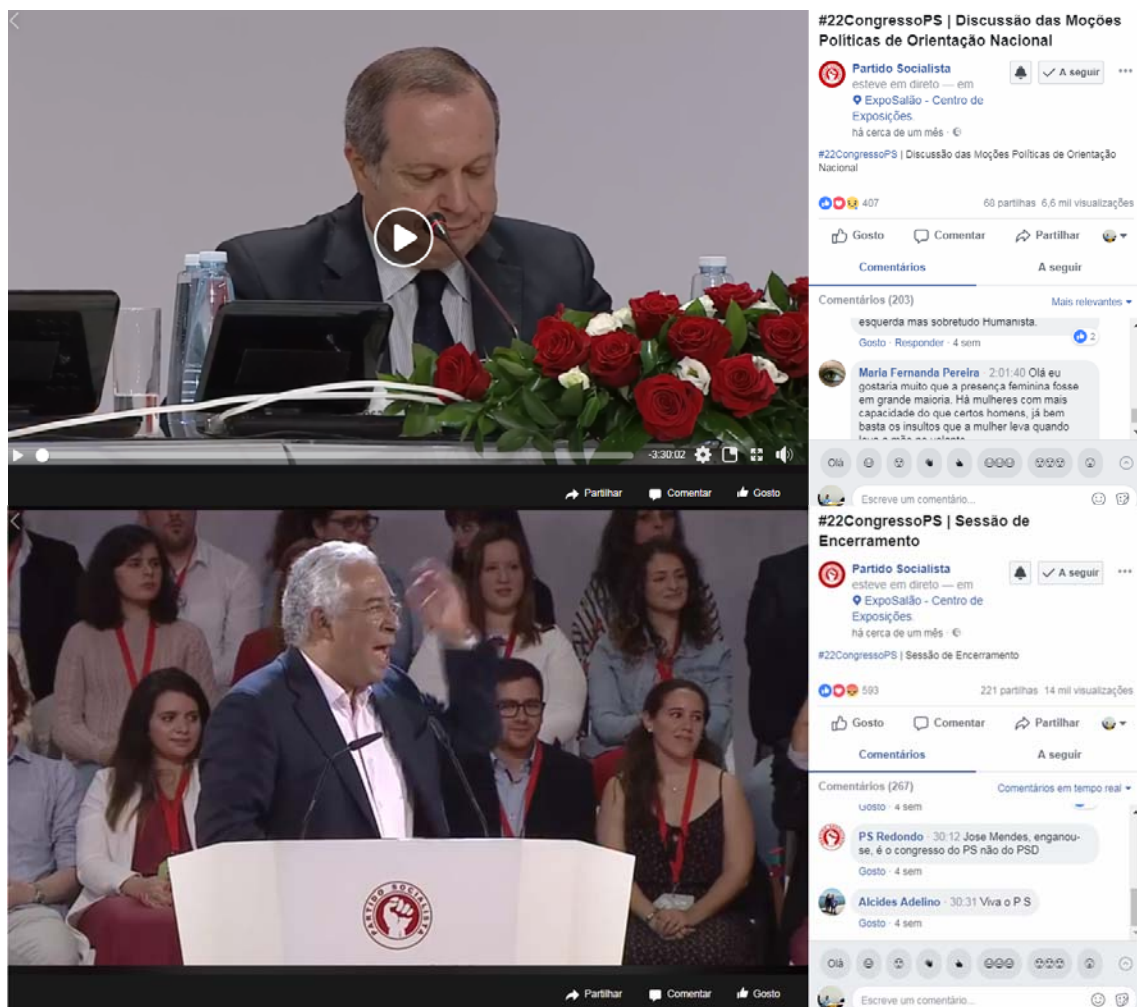 #22CongressoPS | Discussão das Moções
Políticas de Orientação Nacional
Partido Socialista
esteve em direto — em
ExpoSalão - Centro de
Exposições.
há cerca de um mês ·
A seguir
#22CongressoPS | Discussão das Moções Políticas de Orientação
Nacional
407
68 partilhas 6,6 mil visualizações
Gosto Comentar Partilhar
Comentários A seguir
Comentários (203) Mais relevantes
esquerda mas sobretudo Humanista.
Gosto · Responder · 4 sem 2
Maria Fernanda Pereira · 2:01:40 Olá eu
gostaria muito que a presença feminina fosse
em grande maioria. Há mulheres com mais
capacidade do que certos homens, já bem
basta os insultos que a mulher leva quando
Olá
Escreve um comentário...
-3:30:02
Partilhar Comentar Gosto
#22CongressoPS | Sessão de
Encerramento
Partido Socialista
esteve em direto — em
ExpoSalão - Centro de
Exposições.
há cerca de um mês ·
A seguir
#22CongressoPS | Sessão de Encerramento
593
221 partilhas 14 mil visualizações
Gosto Comentar Partilhar
Comentários A seguir
Comentários (267) Comentários em tempo real
Gosto · 4 sem
PS Redondo · 30:12 Jose Mendes, enganou-
se, é o congresso do PS não do PSD
Gosto · 4 sem
Alcides Adelino · 30:31 Viva o P S
Gosto · 4 sem
Olá
Escreve um comentário...
PARTIDO SOCIALISTA
Partilhar Comentar Gosto